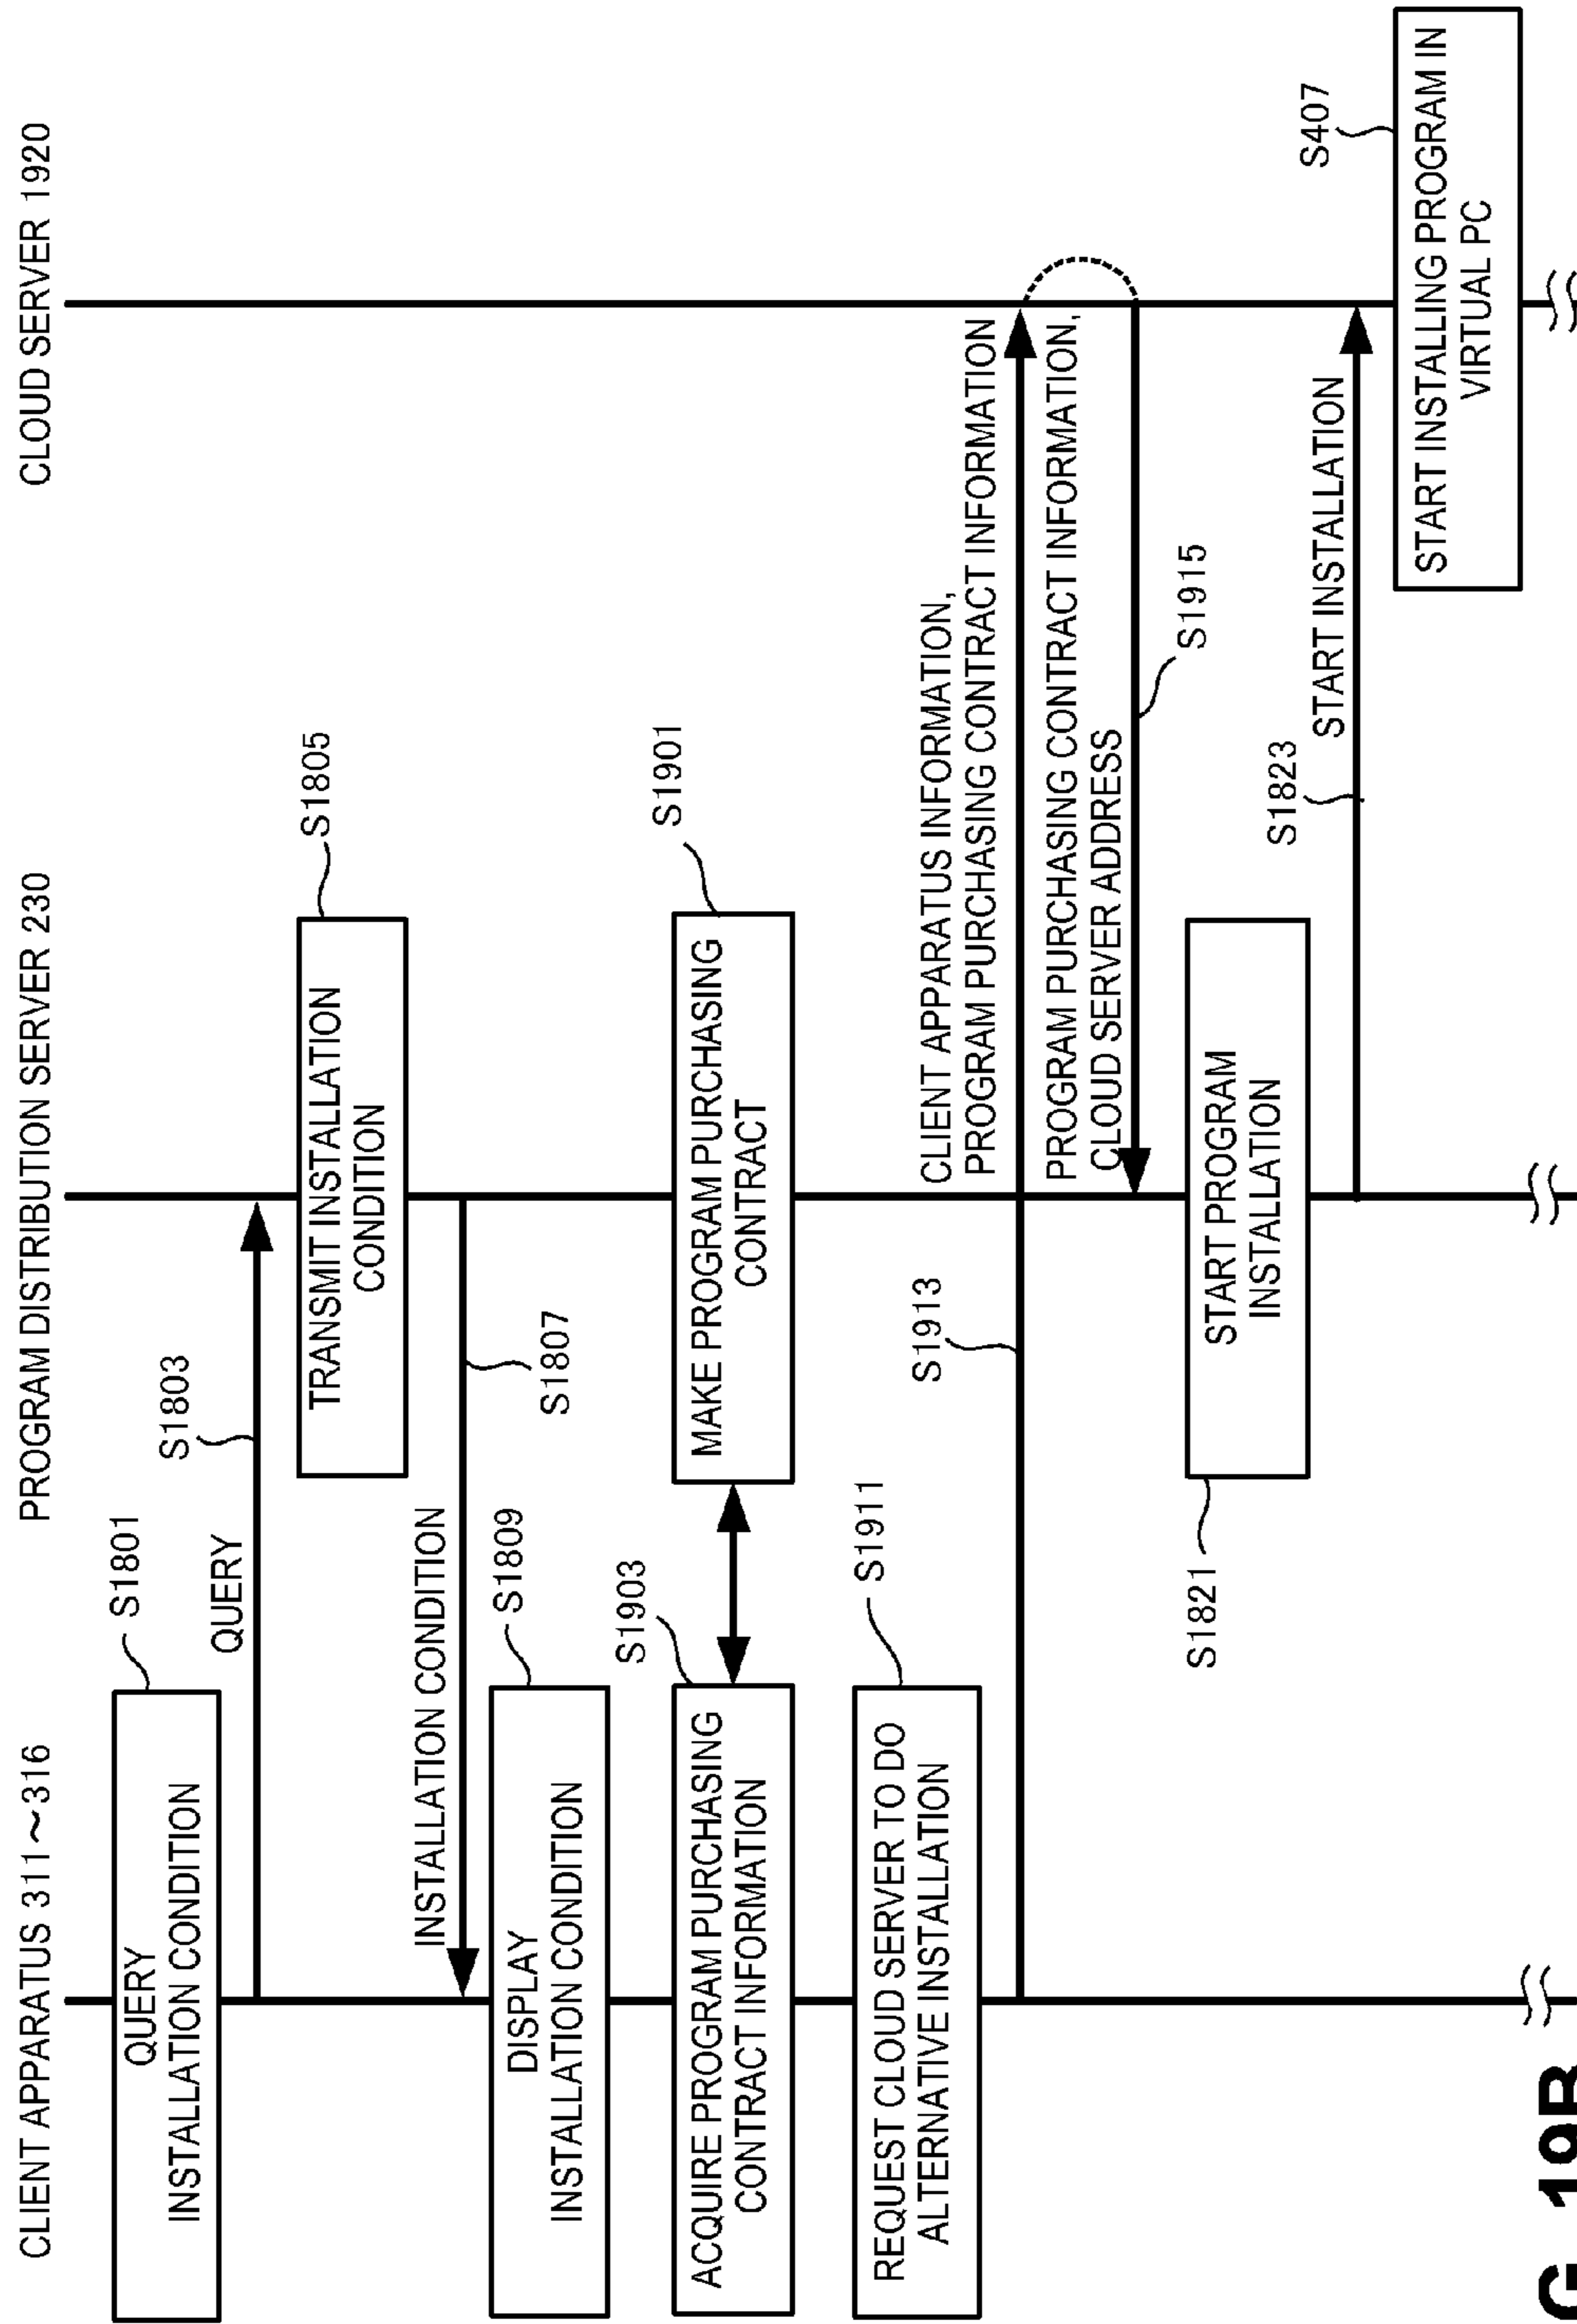 CLIENT APPARATUS 311～316
PROGRAM DISTRIBUTION SERVER 230
CLOUD SERVER 1920
QUERY
INSTALLATION CONDITION
S1801
QUERY
S1803
TRANSMIT INSTALLATION
CONDITION
S1805
INSTALLATION CONDITION
S1807
DISPLAY
INSTALLATION CONDITION
S1809
ACQUIRE PROGRAM PURCHASING
CONTRACT INFORMATION
S1903
MAKE PROGRAM PURCHASING
CONTRACT
S1901
REQUEST CLOUD SERVER TO DO
ALTERNATIVE INSTALLATION
S1911
S1913
CLIENT APPARATUS INFORMATION,
PROGRAM PURCHASING CONTRACT INFORMATION
PROGRAM PURCHASING CONTRACT INFORMATION,
CLOUD SERVER ADDRESS
S1915
START PROGRAM
INSTALLATION
S1821
S1823
START INSTALLATION
START INSTALLING PROGRAM IN
VIRTUAL PC
S407
G. 19B